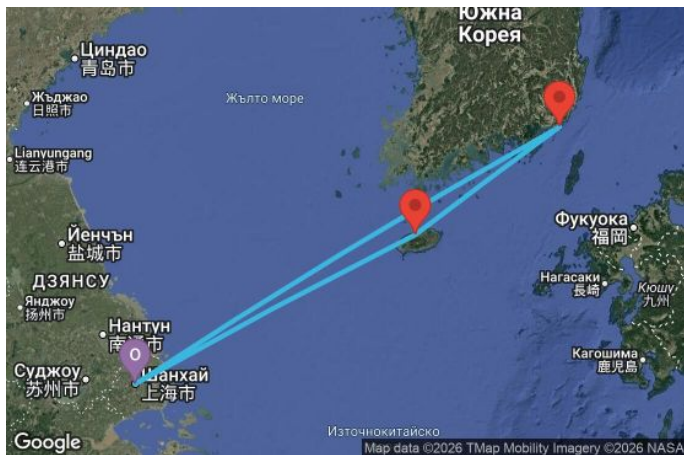 Южна
Корея
Циндао
青岛市
Жълто море
Жъджао
日照市
Lianyungang
连云港市
Йенчън
盐城市
Фукуока
福岡
ДЗЯНСУ
Нагасаки
長崎
Кюшу
九州
Янджоу
扬州市
Нантун
南通市
O
Шанхай
上海市
Суджоу
苏州市
Кагошима
鹿児島
Източнокитайско
Google
Map data ©2026 TMap Mobility Imagery ©2026 NASA